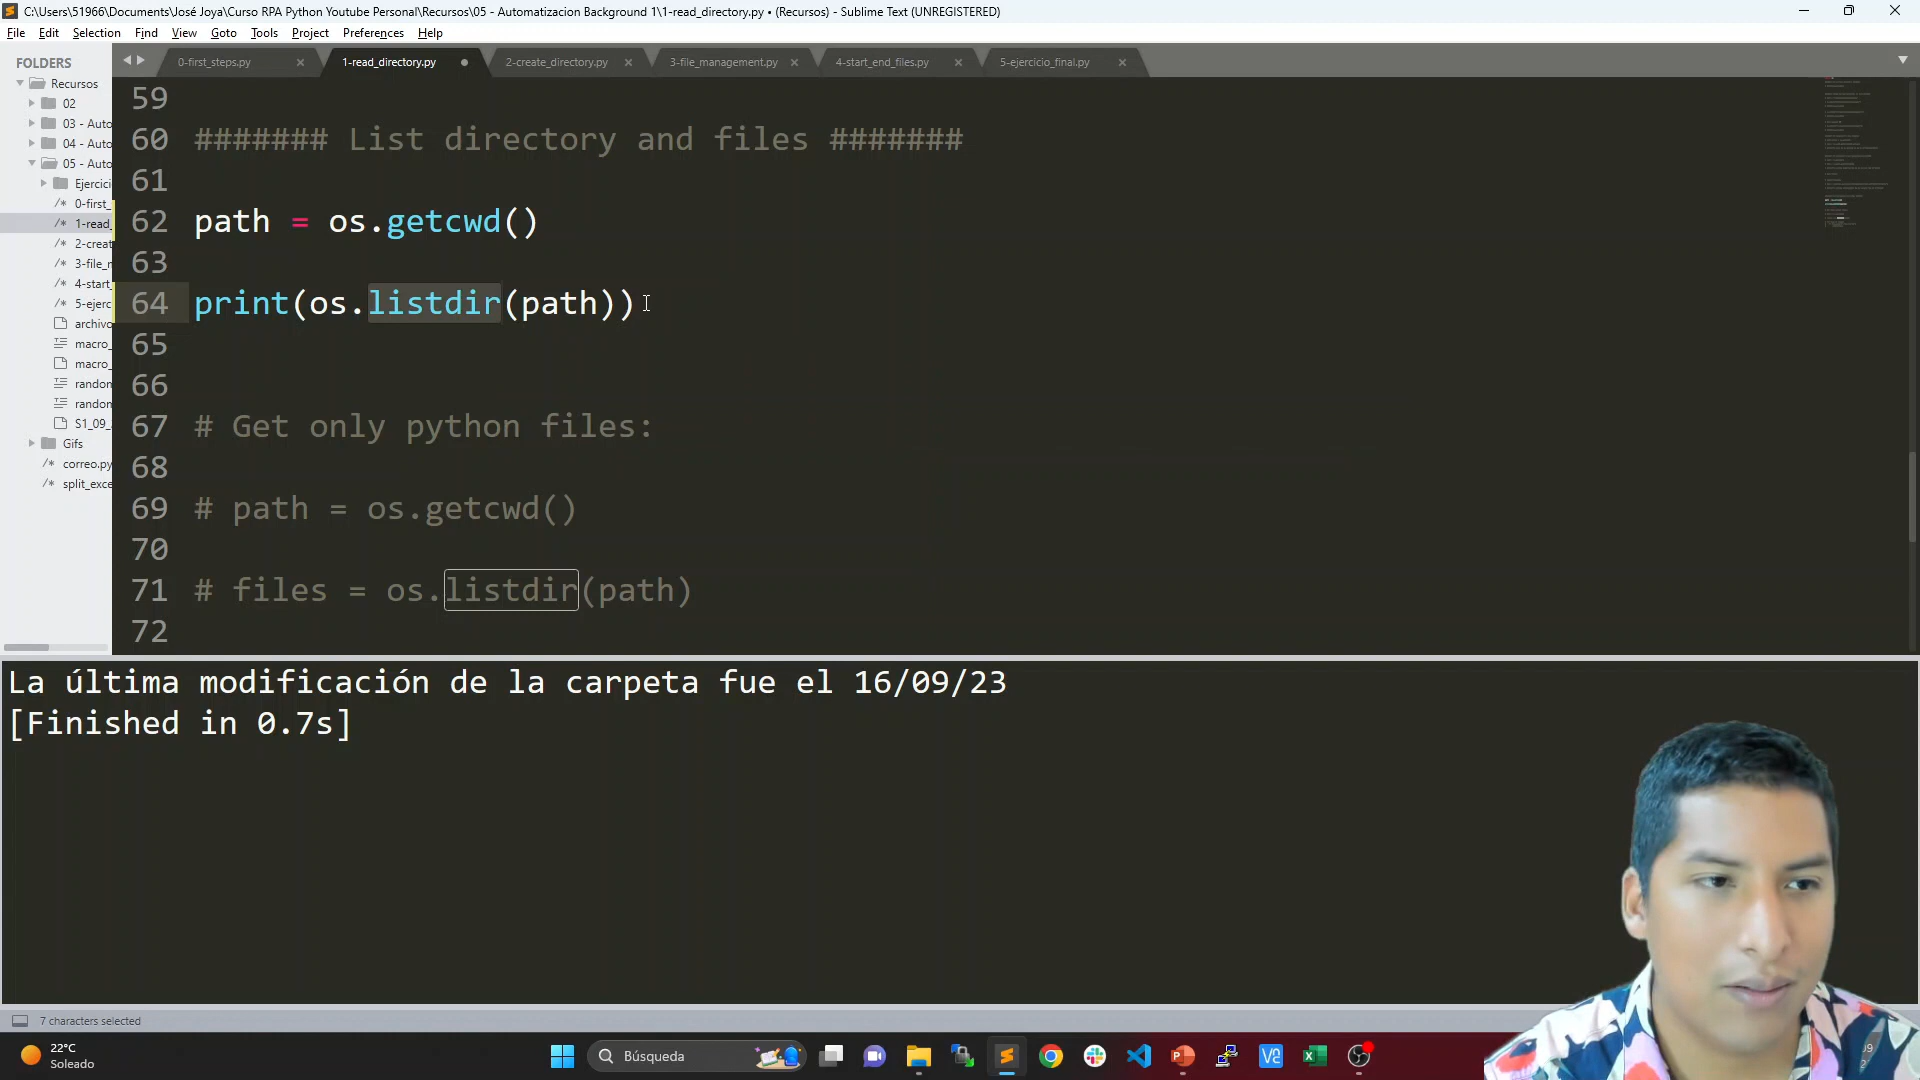 C:\Users\51966\Documents\José Joya\Curso RPA Python Youtube Personal\Recursos\05 - Automatizacion Background 1\1-read_directory.py • (Recursos) - Sublime Text (UNREGISTERED)
File Edit Selection Find View Goto Tools Project Preferences Help
FOLDERS
Recursos
02
03 - Auto
04 - Auto
05 - Auto
Ejercici
0-first_
1-read_
2-creat
3-file_r
4-start_
5-ejerc
archivo
macro_
macro_
random
random
S1_09_
Gifs
correo.py
split_exce
0-first_steps.py
1-read_directory.py
2-create_directory.py
3-file_management.py
4-start_end_files.py
5-ejercicio_final.py
59
60 ####### List directory and files #######
61
62 path = os.getcwd()
63
64 print(os.listdir(path))
65
66
67 # Get only python files:
68
69 # path = os.getcwd()
70
71 # files = os.listdir(path)
72
La última modificación de la carpeta fue el 16/09/23
[Finished in 0.7s]
7 characters selected
22°C
Soleado
Búsqueda